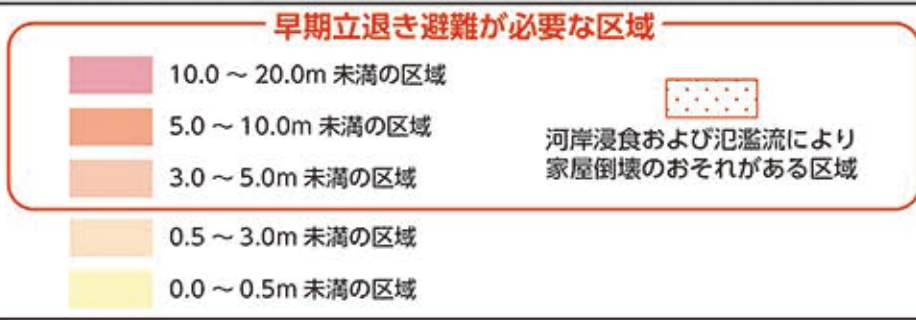 早期立退き避難が必要な区域
10.0 ～ 20.0m 未満の区域
5.0 ～ 10.0m 未満の区域
3.0 ～ 5.0m 未満の区域
河岸浸食および氾濫流により
家屋倒壊のおそれがある区域
0.5 ～ 3.0m 未満の区域
0.0 ～ 0.5m 未満の区域